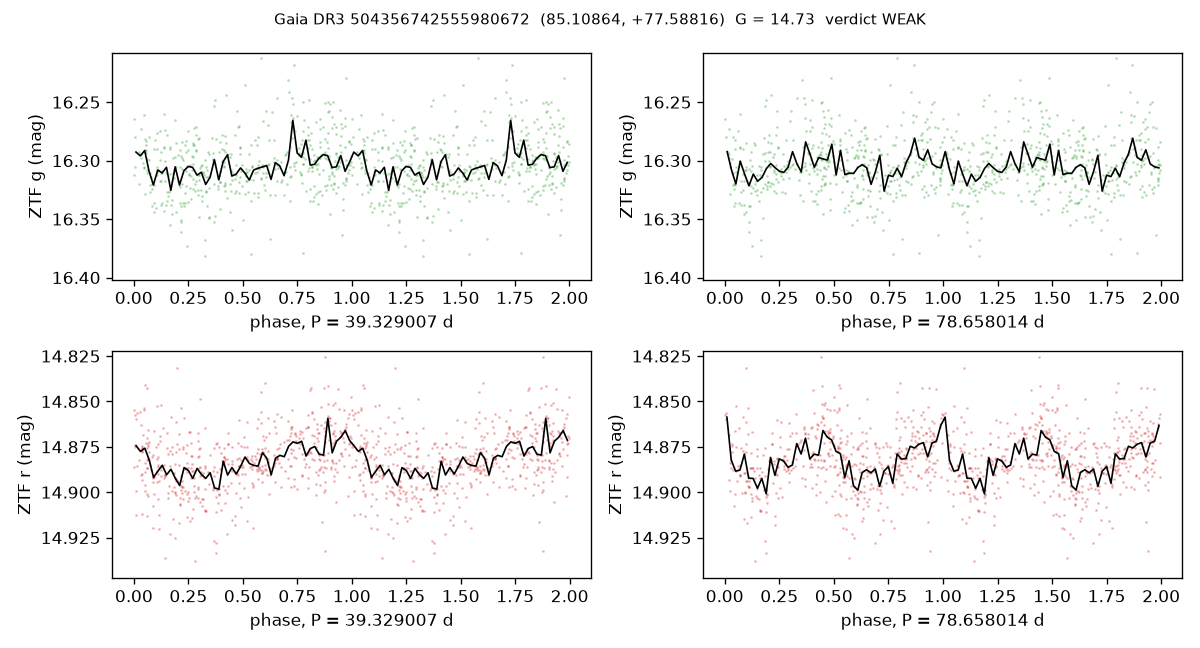 Gaia DR3 504356742555980672 (85.10864, +77.58816) G = 14.73 verdict WEAK
ZTF g (mag)
16.25
16.30
16.35
16.40
0.00 0.25 0.50 0.75 1.00 1.25 1.50 1.75 2.00
phase, P = 39.329007 d
ZTF g (mag)
16.25
16.30
16.35
16.40
0.00 0.25 0.50 0.75 1.00 1.25 1.50 1.75 2.00
phase, P = 78.658014 d
ZTF r (mag)
14.825
14.850
14.875
14.900
14.925
0.00 0.25 0.50 0.75 1.00 1.25 1.50 1.75 2.00
phase, P = 39.329007 d
ZTF r (mag)
14.825
14.850
14.875
14.900
14.925
0.00 0.25 0.50 0.75 1.00 1.25 1.50 1.75 2.00
phase, P = 78.658014 d